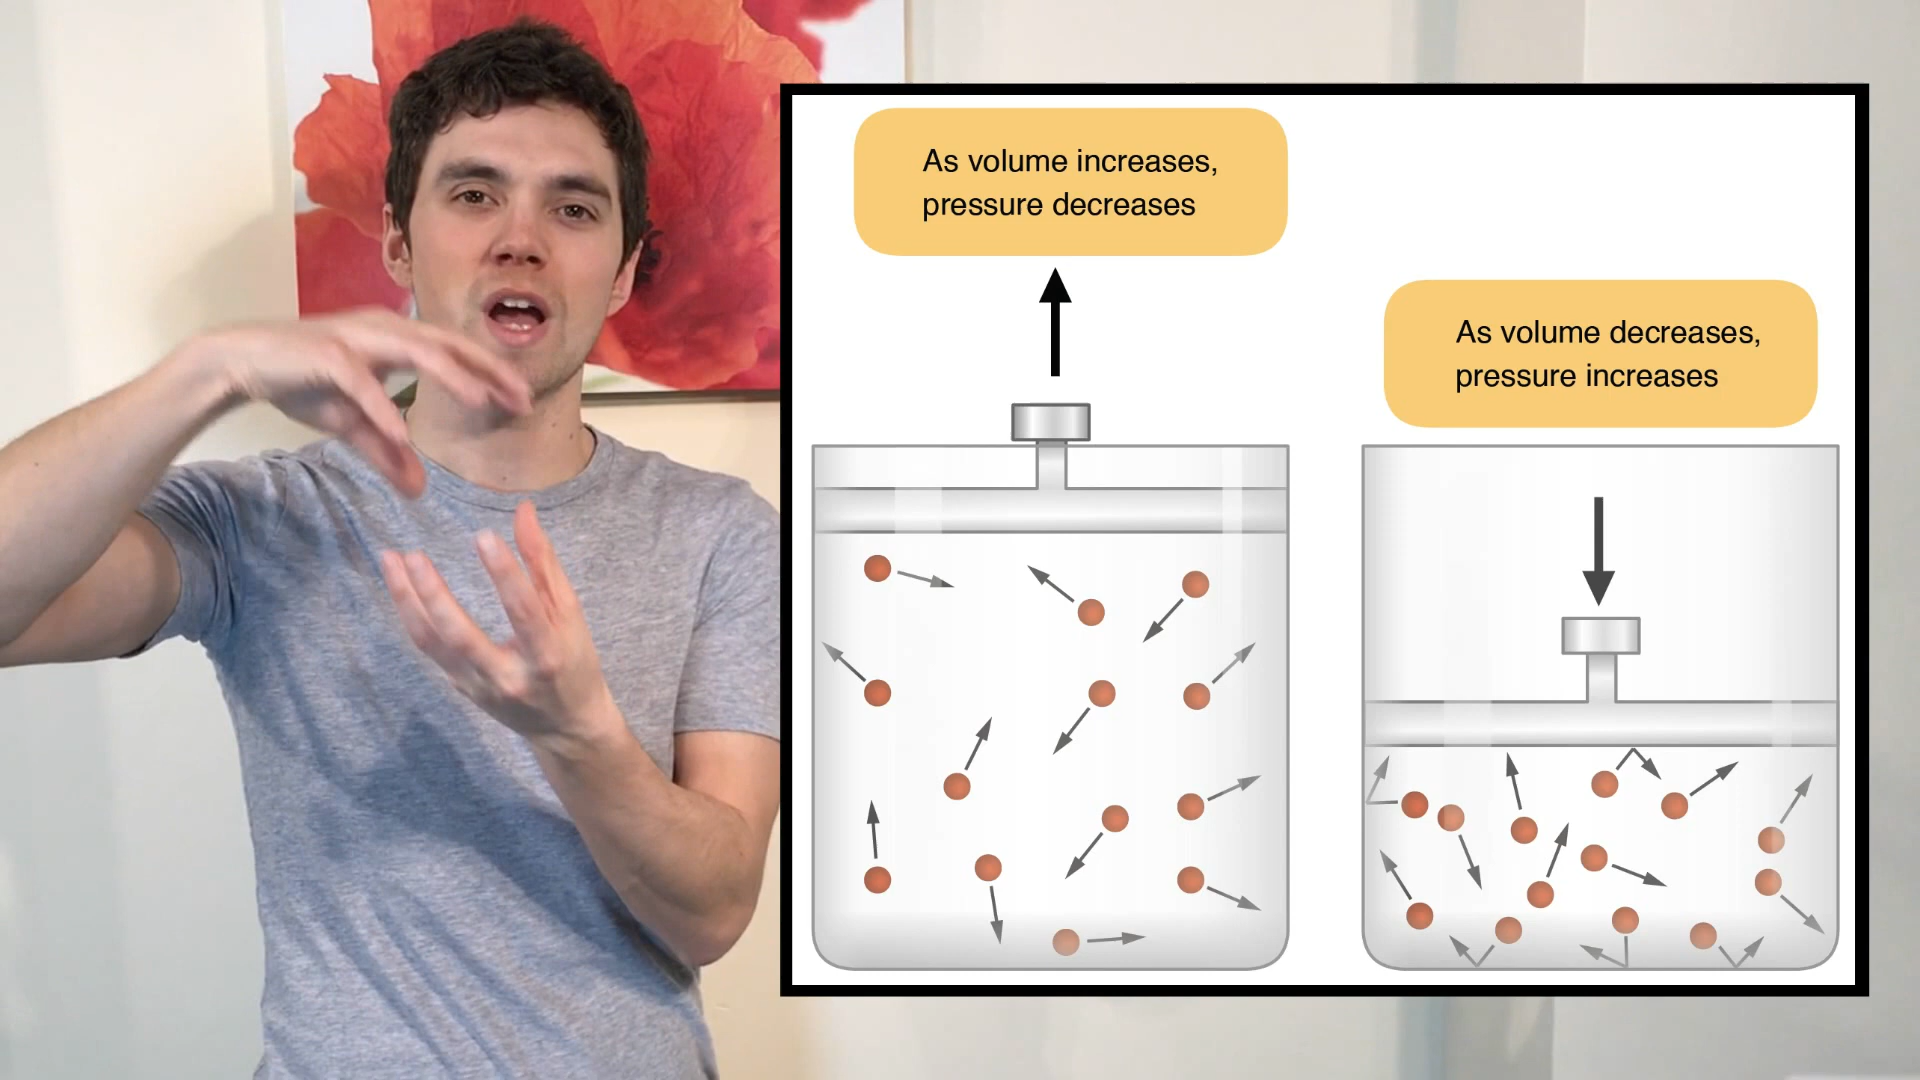 As volume increases,
pressure decreases
As volume decreases,
pressure increases